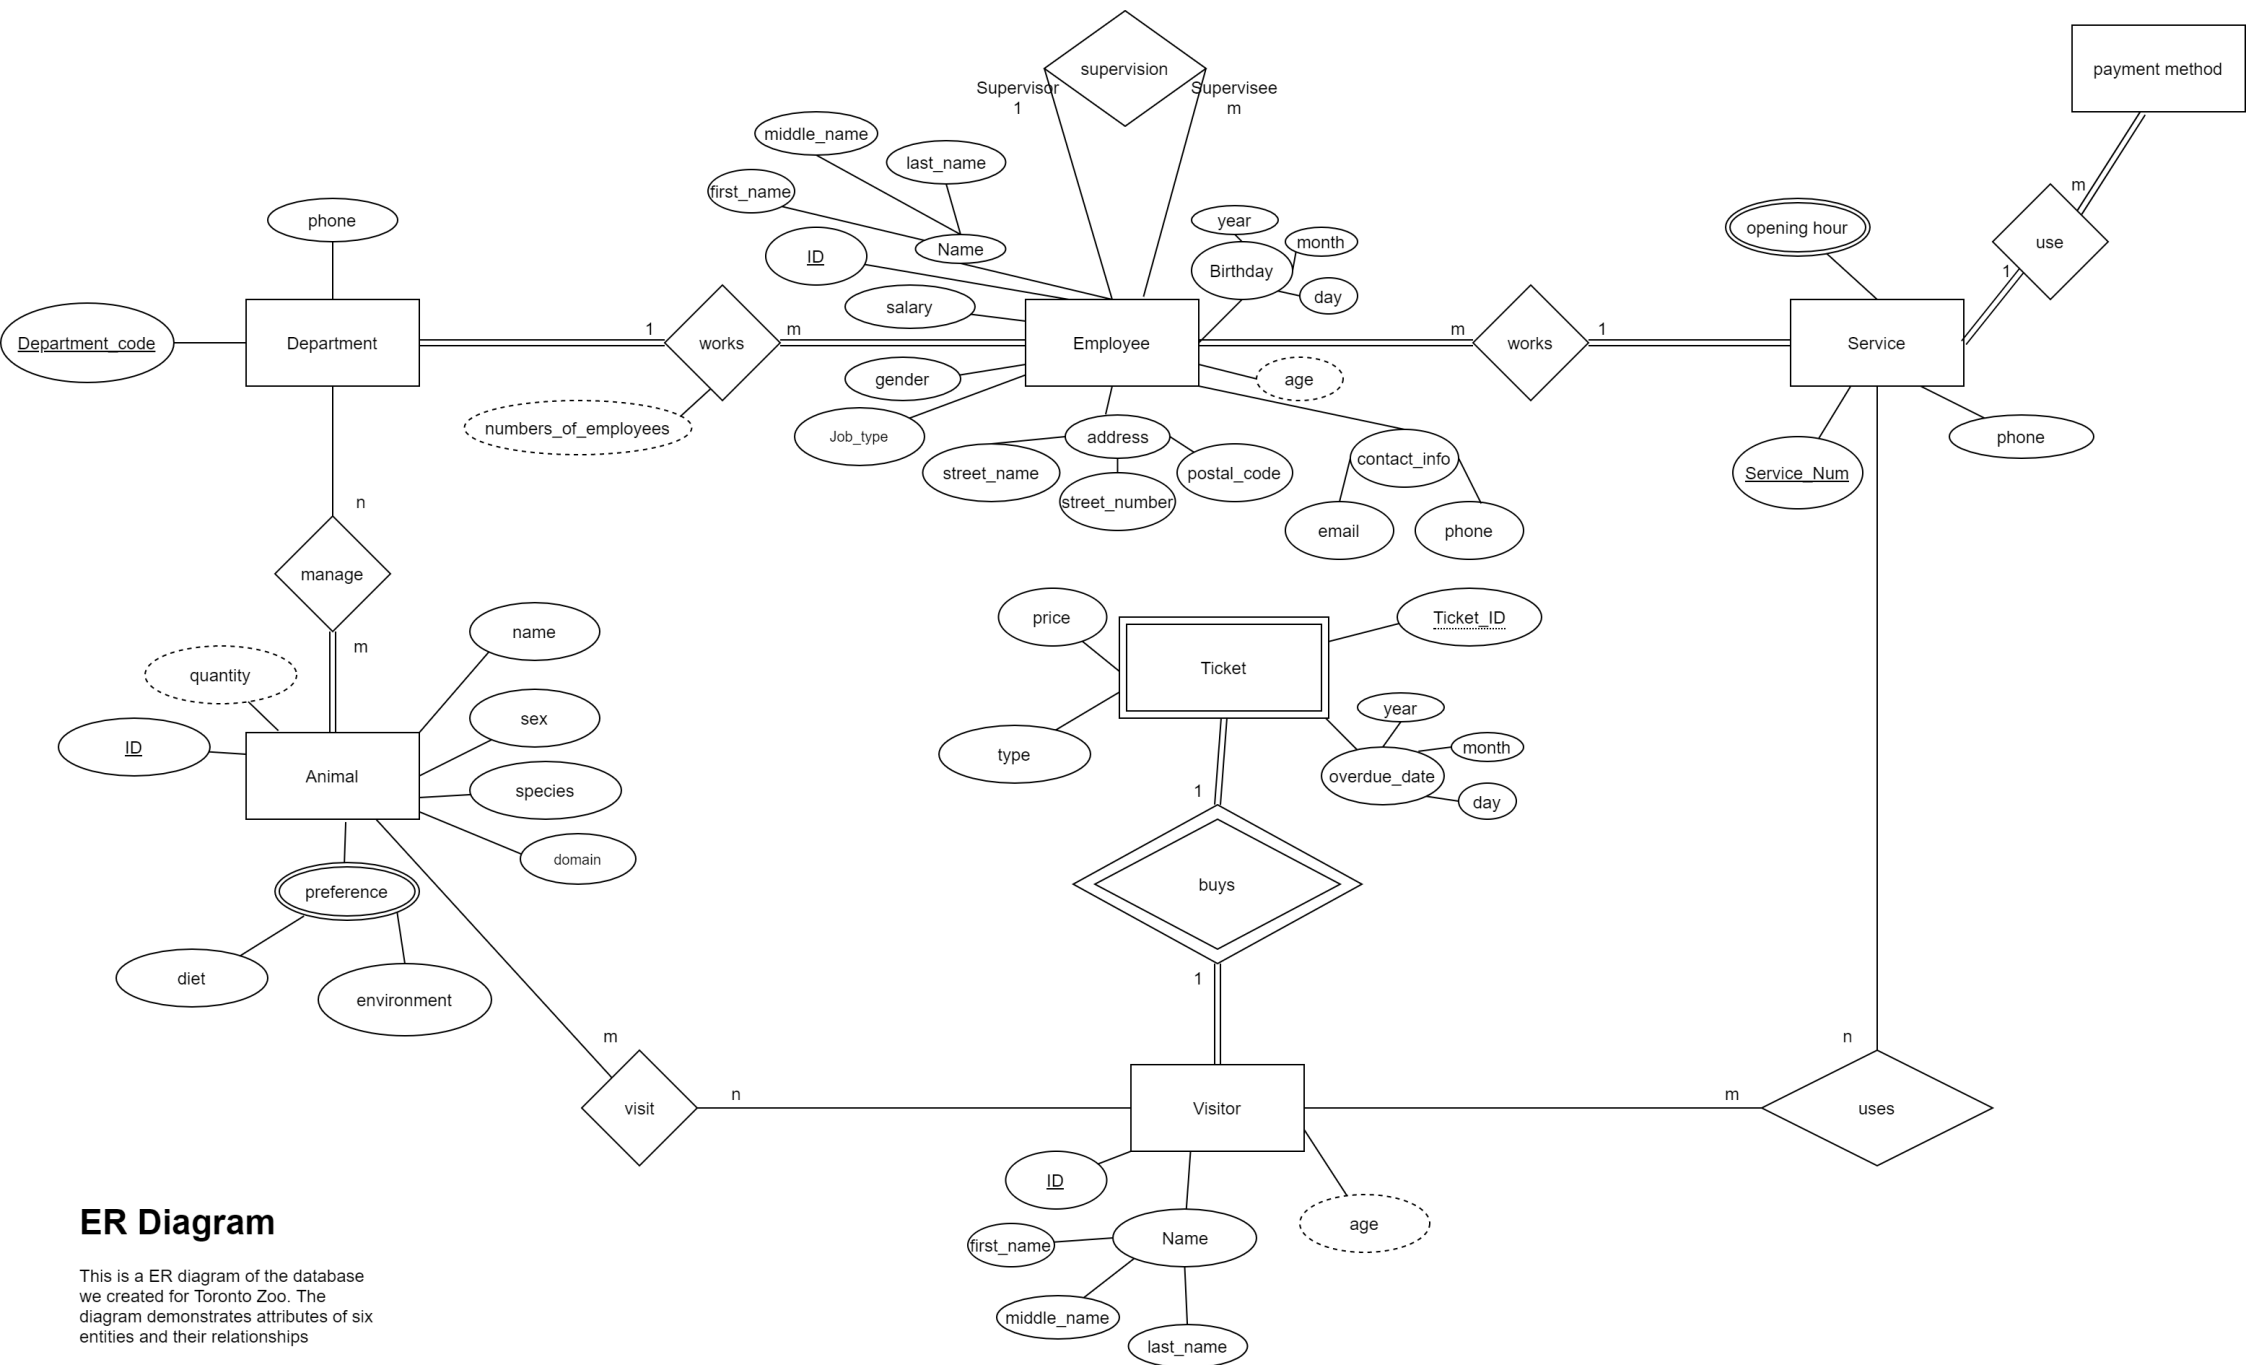 supervision
payment method
Supervisor
1
Supervisee
m
middle_name
last_name
first_name
m
phone
year
opening hour
month
use
Name
ID
Birthday
1
day
salary
Department_code
Department
1
works
m
Employee
m
works
1
Service
gender
age
numbers_of_employees
Job_type
address
phone
contact_info
street_name
postal_code
Service_Num
street_number
n
email
phone
manage
price
Ticket_ID
name
m
Ticket
quantity
year
sex
ID
type
month
Animal
overdue_date
species
1
day
domain
buys
preference
diet
1
environment
m
n
n
m
visit
Visitor
uses
ID
ER Diagram
age
Name
first_name
This is a ER diagram of the database
we created for Toronto Zoo. The
diagram demonstrates attributes of six
entities and their relationships
middle_name
last_name